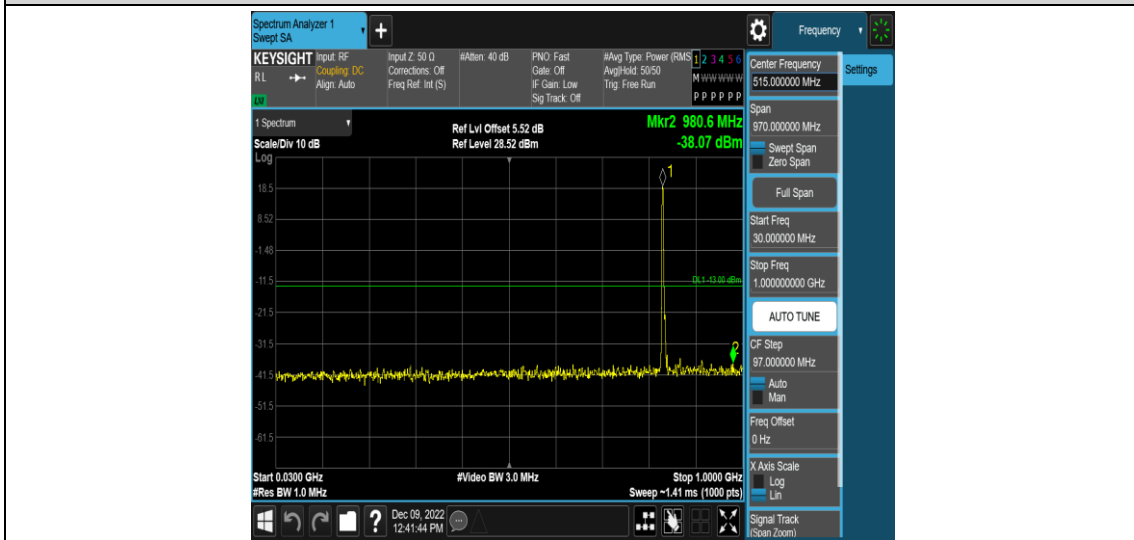 Spectrum Analyzer 1
Swept SA
+
Frequency
KEYSIGHT
RL
LXI
Input: RF
Coupling: DC
Align: Auto
Input Z: 50 Ω
Corrections: Off
Freq Ref: Int (S)
#Atten: 40 dB
PNO: Fast
Gate: Off
IF Gain: Low
Sig Track: Off
#Avg Type: Power (RMS
Avg|Hold: 50/50
Trig: Free Run
1 2 3 4 5 6
M W W W W W
P P P P P P
1 Spectrum
Scale/Div 10 dB
Ref Lvl Offset 5.52 dB
Ref Level 28.52 dBm
Mkr2 980.6 MHz
-38.07 dBm
Log
18.5
8.52
-1.48
-11.5
-21.5
-31.5
-41.5
-51.5
-61.5
1
DL1 -13.00 dBm
2
Start 0.0300 GHz
#Res BW 1.0 MHz
#Video BW 3.0 MHz
Stop 1.0000 GHz
Sweep ~1.41 ms (1000 pts)
Center Frequency
515.000000 MHz
Settings
Span
970.000000 MHz
Swept Span
Zero Span
Full Span
Start Freq
30.000000 MHz
Stop Freq
1.000000000 GHz
AUTO TUNE
CF Step
97.000000 MHz
Auto
Man
Freq Offset
0 Hz
X Axis Scale
Log
Lin
Signal Track
(Span Zoom)
?
Dec 09, 2022
12:41:44 PM